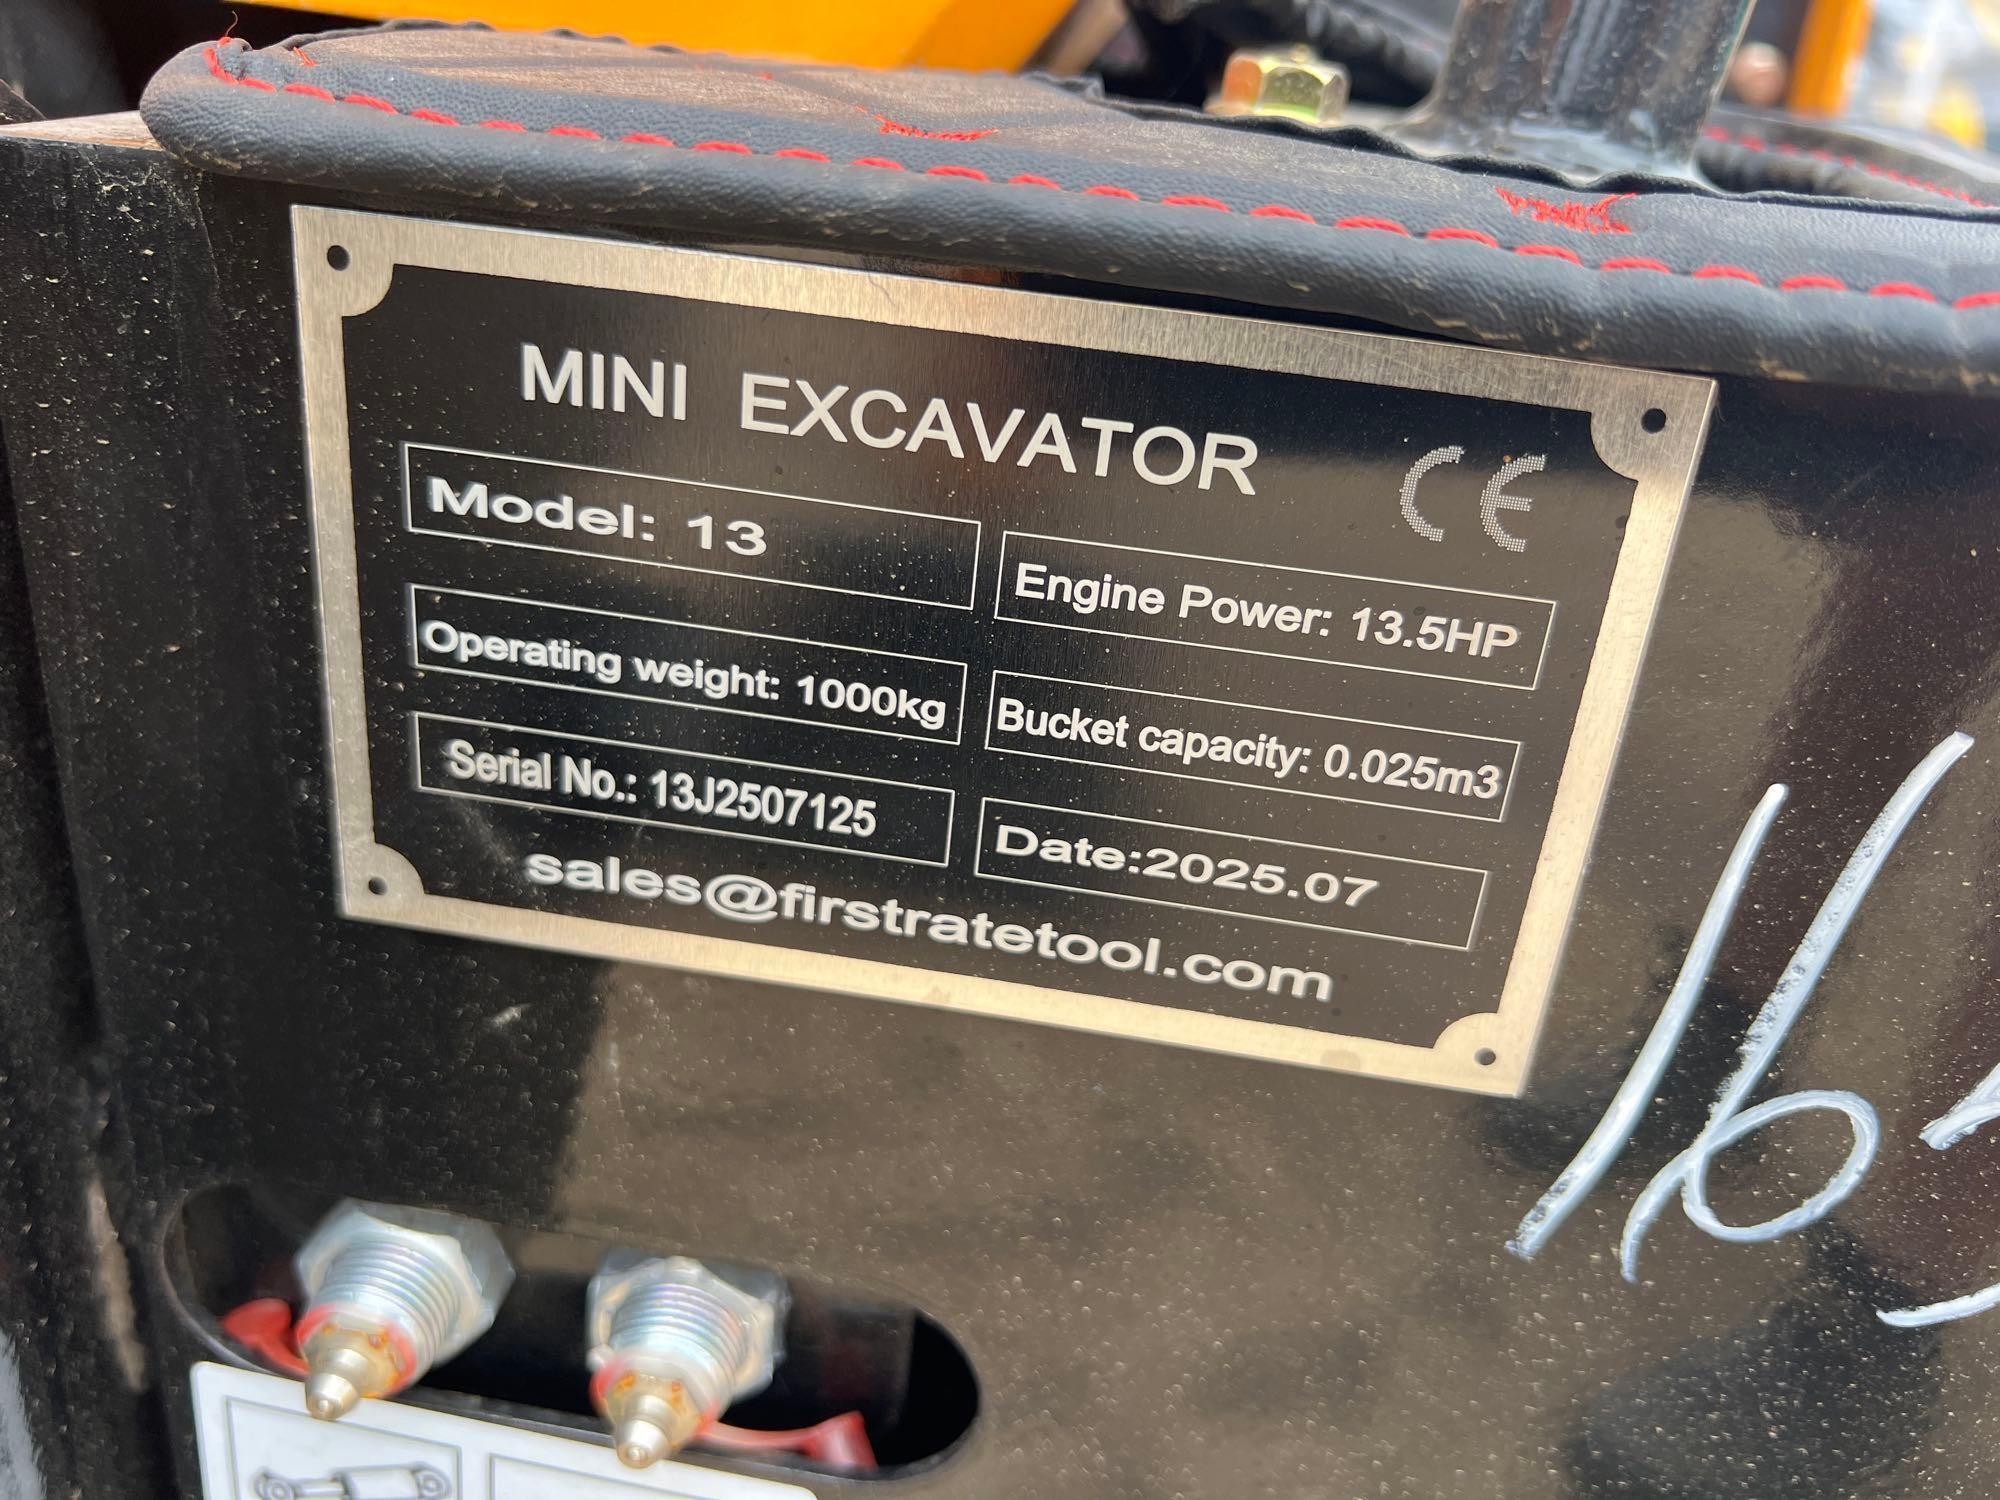 MINI EXCAVATOR
CE
Model: 13
Engine Power: 13.5HP
Operating weight: 1000kg
Bucket capacity: 0.025m3
Serial No.: 13J2507125
Date:2025.07
sales@firstratetool.com